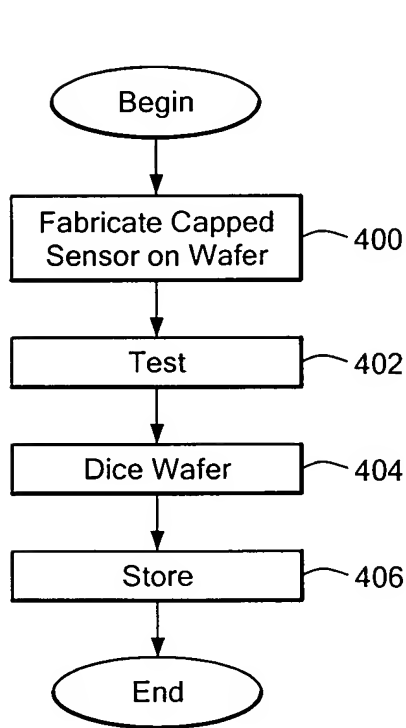 Begin
Fabricate Capped
Sensor on Wafer
400
Test
402
Dice Wafer
404
Store
406
End